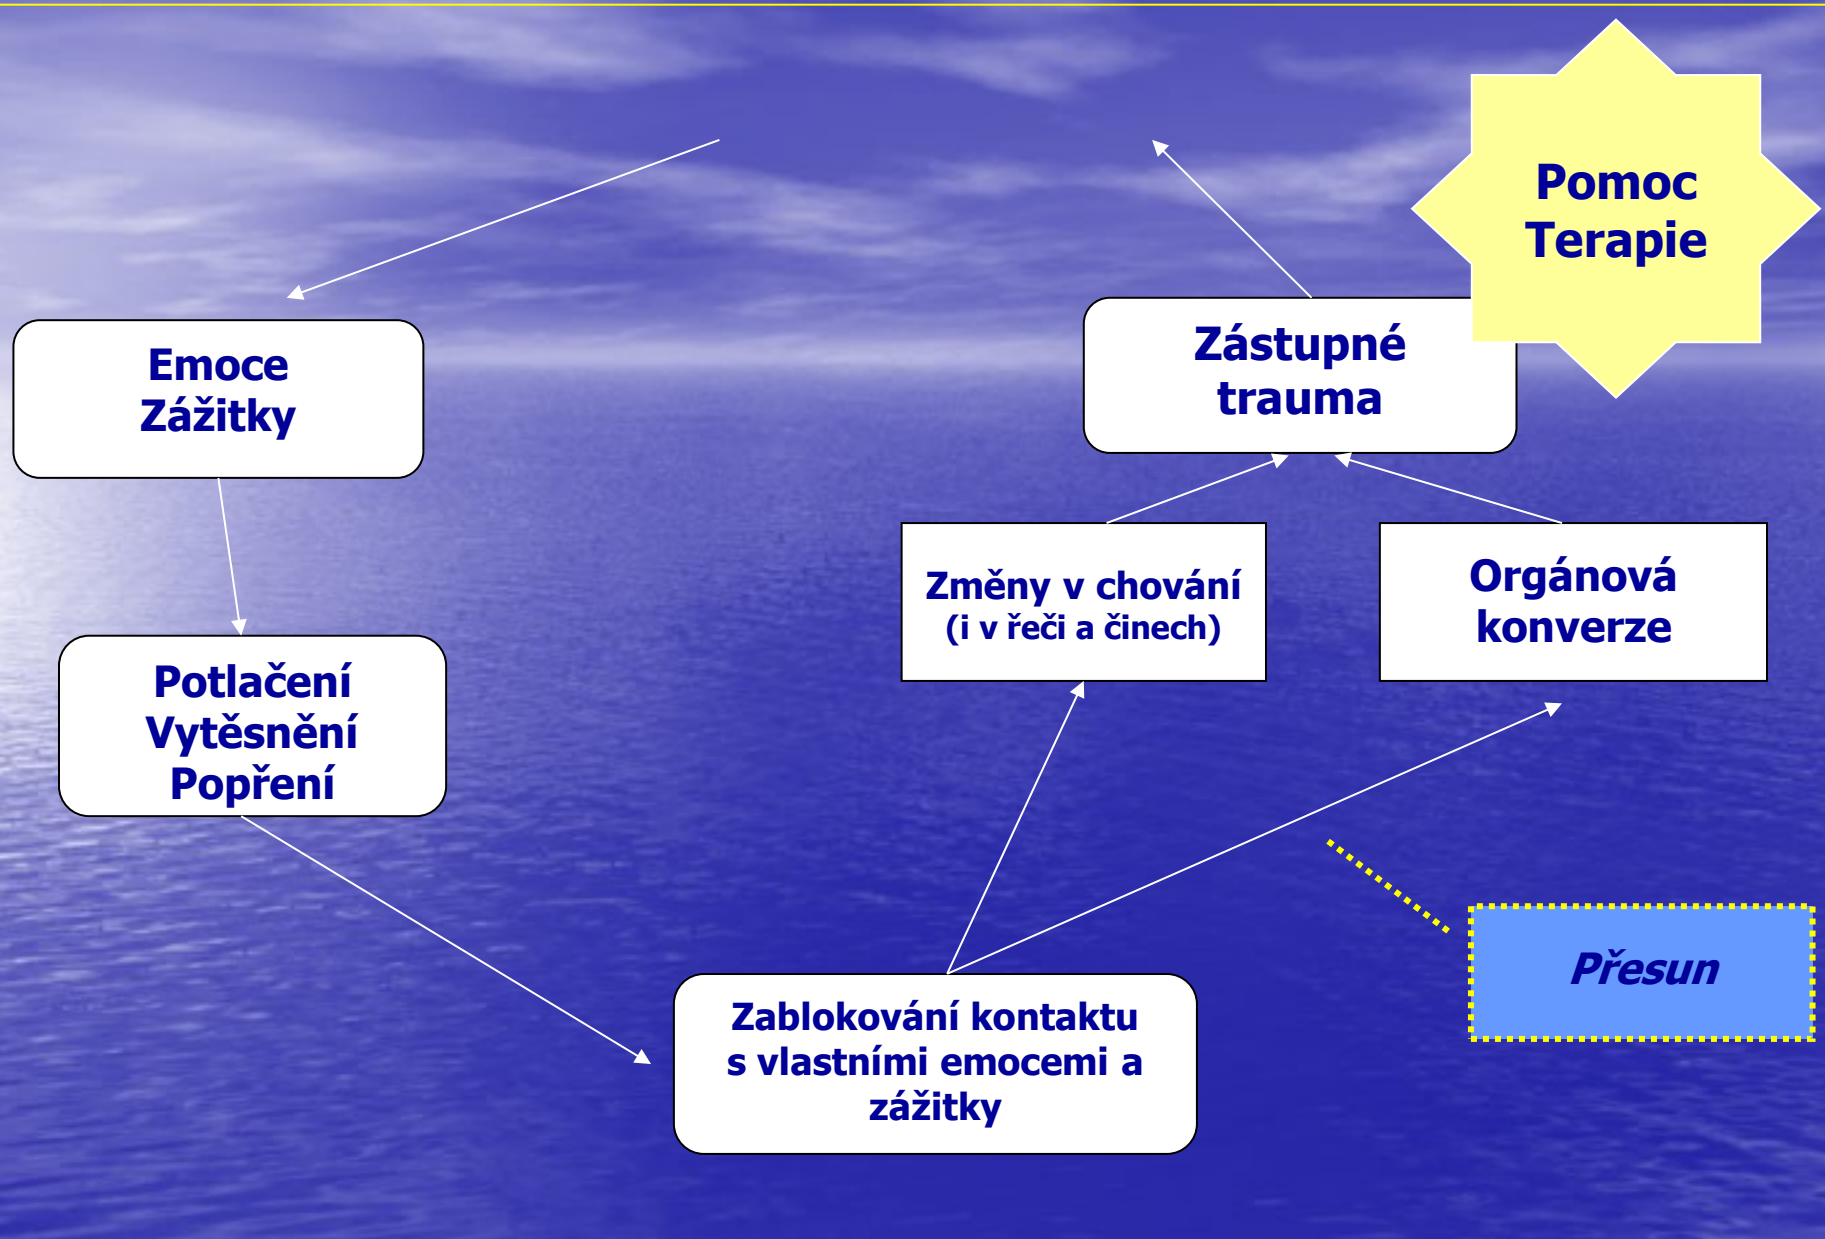 Pomoc
Terapie
Emoce
Zážitky
Zástupné
trauma
Změny v chování
(i v řeči a činech)
Orgánová
konverze
Potlačení
Vytěsnění
Popření
Přesun
Zablokování kontaktu
s vlastními emocemi a
zážitky